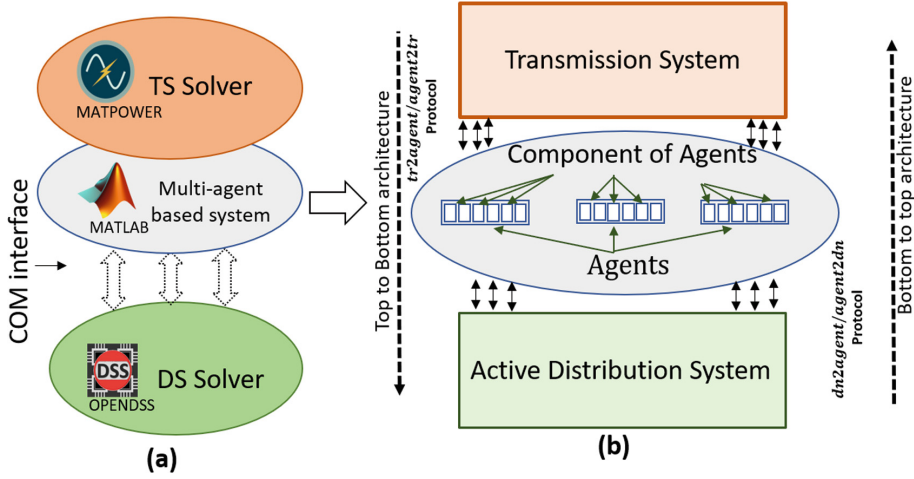 TS Solver
MATPOWER
Multi-agent
based system
MATLAB
COM interface
DS Solver
DSS
OPENDSS
(a)
Top to Bottom architecture
tr2agent/agent2tr
Protocol
Transmission System
Component of Agents
Agents
Active Distribution System
(b)
dn2agent/agent2dn
Protocol
Bottom to top architecture